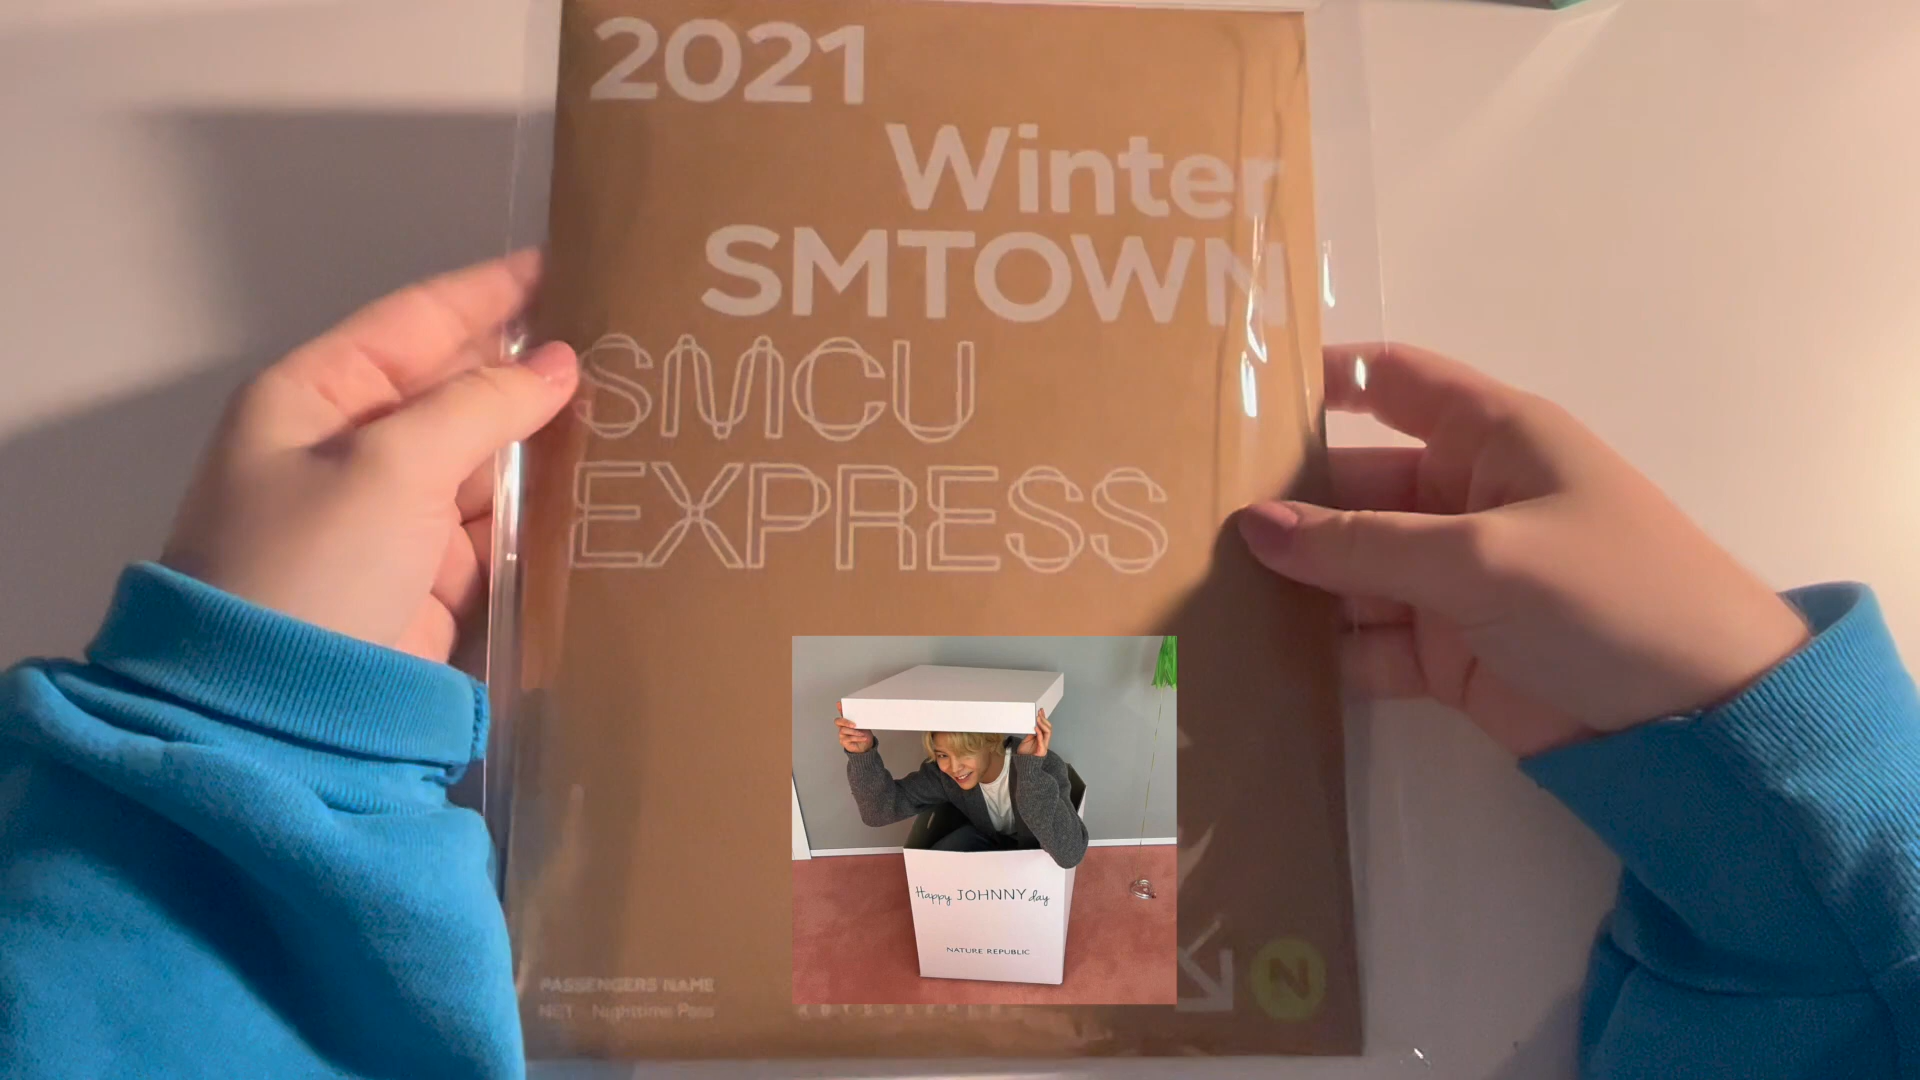 2021
Winter
SMTOWN
SMCU
EXPRESS
Happy JOHNNY day
NATURE REPUBLIC
PASSENGERS NAME
NCT Nighttime Pass
N